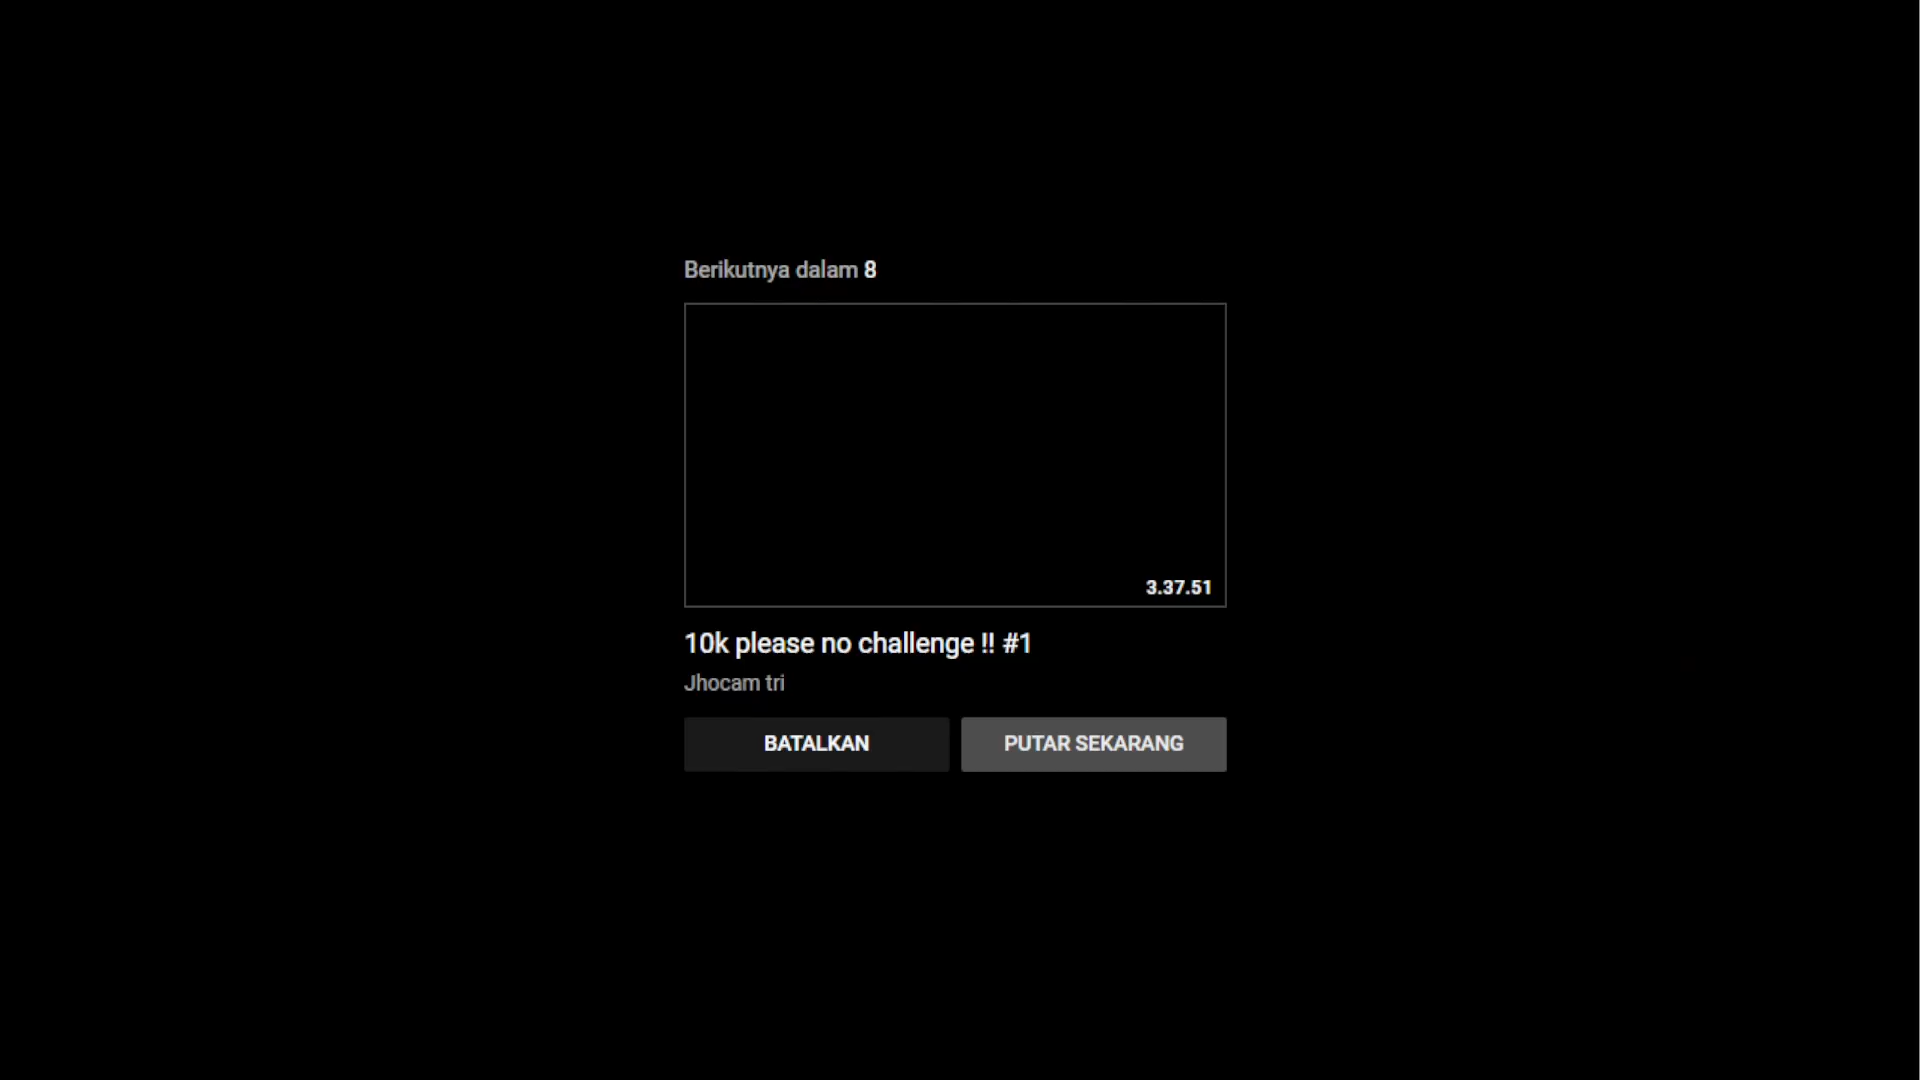 Berikutnya dalam 8
3.37.51
10k please no challenge !! #1
Jhocam tri
BATALKAN
PUTAR SEKARANG